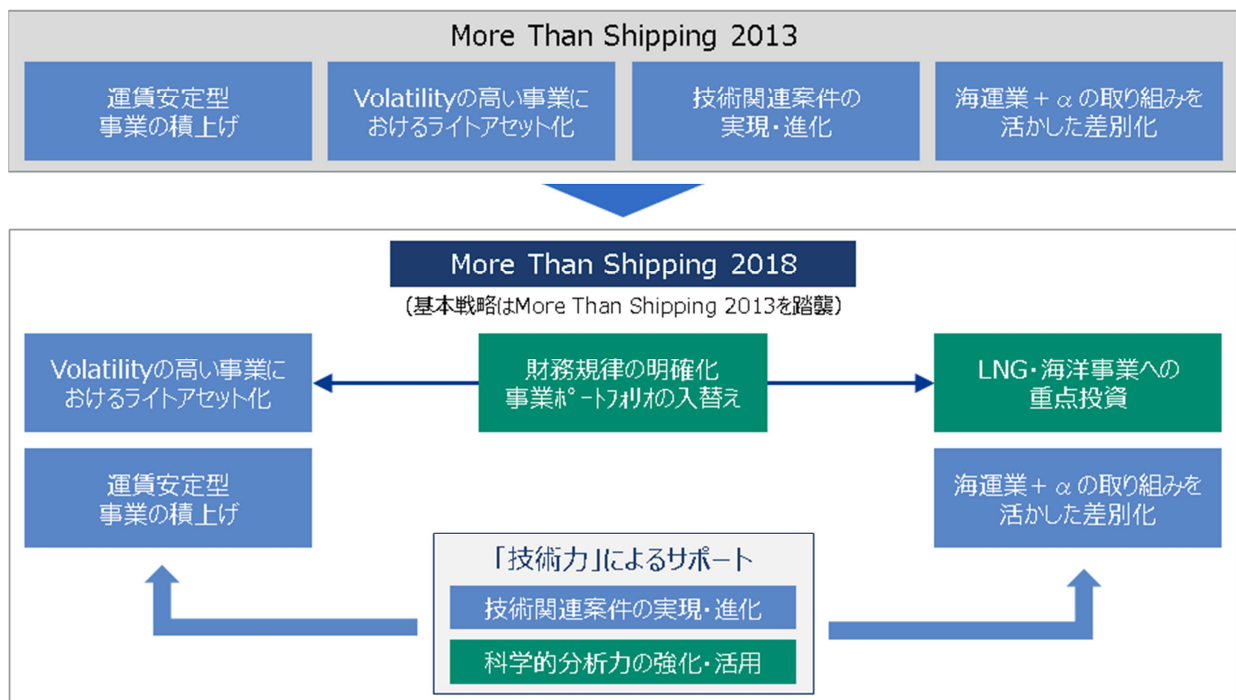 More Than Shipping 2013
運賃安定型
事業の積上げ
Volatilityの高い事業に
おけるライトアセット化
技術関連案件の
実現・進化
海運業+αの取り組みを
活かした差別化
More Than Shipping 2018
(基本戦略はMore Than Shipping 2013を踏襲)
Volatilityの高い事業に
おけるライトアセット化
財務規律の明確化
事業ﾎﾟｰﾄﾌｫﾘｵの入替え
LNG・海洋事業への
重点投資
運賃安定型
事業の積上げ
海運業+αの取り組みを
活かした差別化
「技術力」によるサポート
技術関連案件の実現・進化
科学的分析力の強化・活用